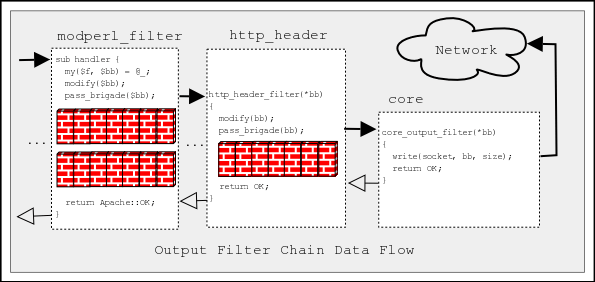 modperl_filter
sub handler {
my($f, $bb) = @_;
modify($bb);
pass_brigade($bb);
...
return Apache::OK;
}
http_header
http_header_filter(*bb)
{
modify(bb);
pass_brigade(bb);
...
return OK;
}
Network
core
core_output_filter(*bb)
{
write(socket, bb, size);
return OK;
}
Output Filter Chain Data Flow